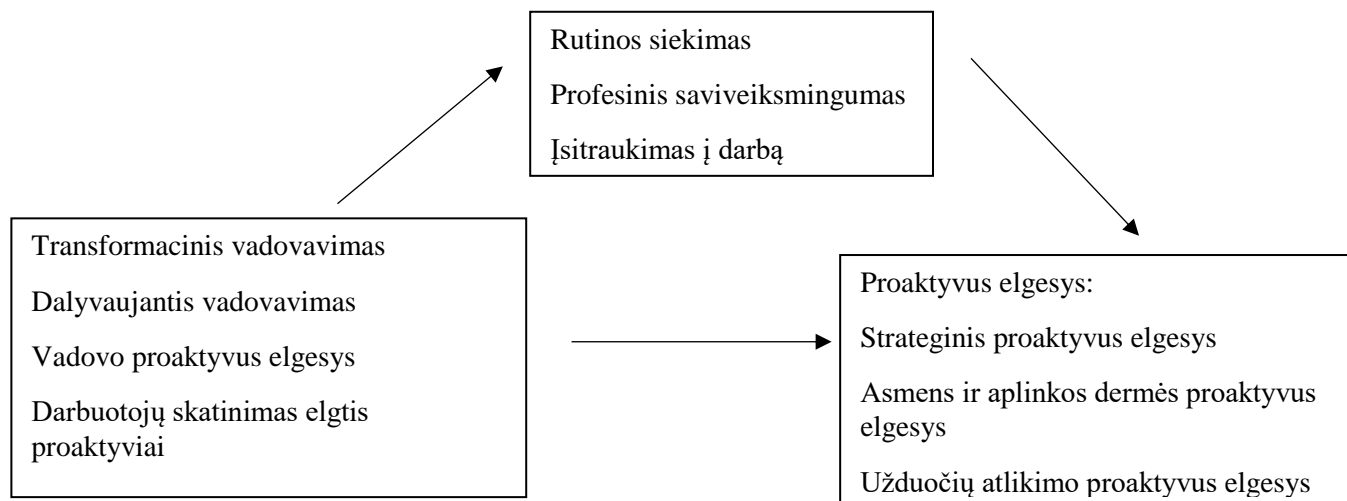 Rutinos siekimas
Profesinis saviveiksmingumas
Įsitraukimas į darbą
Transformacinis vadovavimas
Dalyvaujantis vadovavimas
Vadovo proaktyvus elgesys
Darbuotojų skatinimas elgtis
proaktyviai
Proaktyvus elgesys:
Strateginis proaktyvus elgesys
Asmens ir aplinkos dermės proaktyvus
elgesys
Užduočių atlikimo proaktyvus elgesys